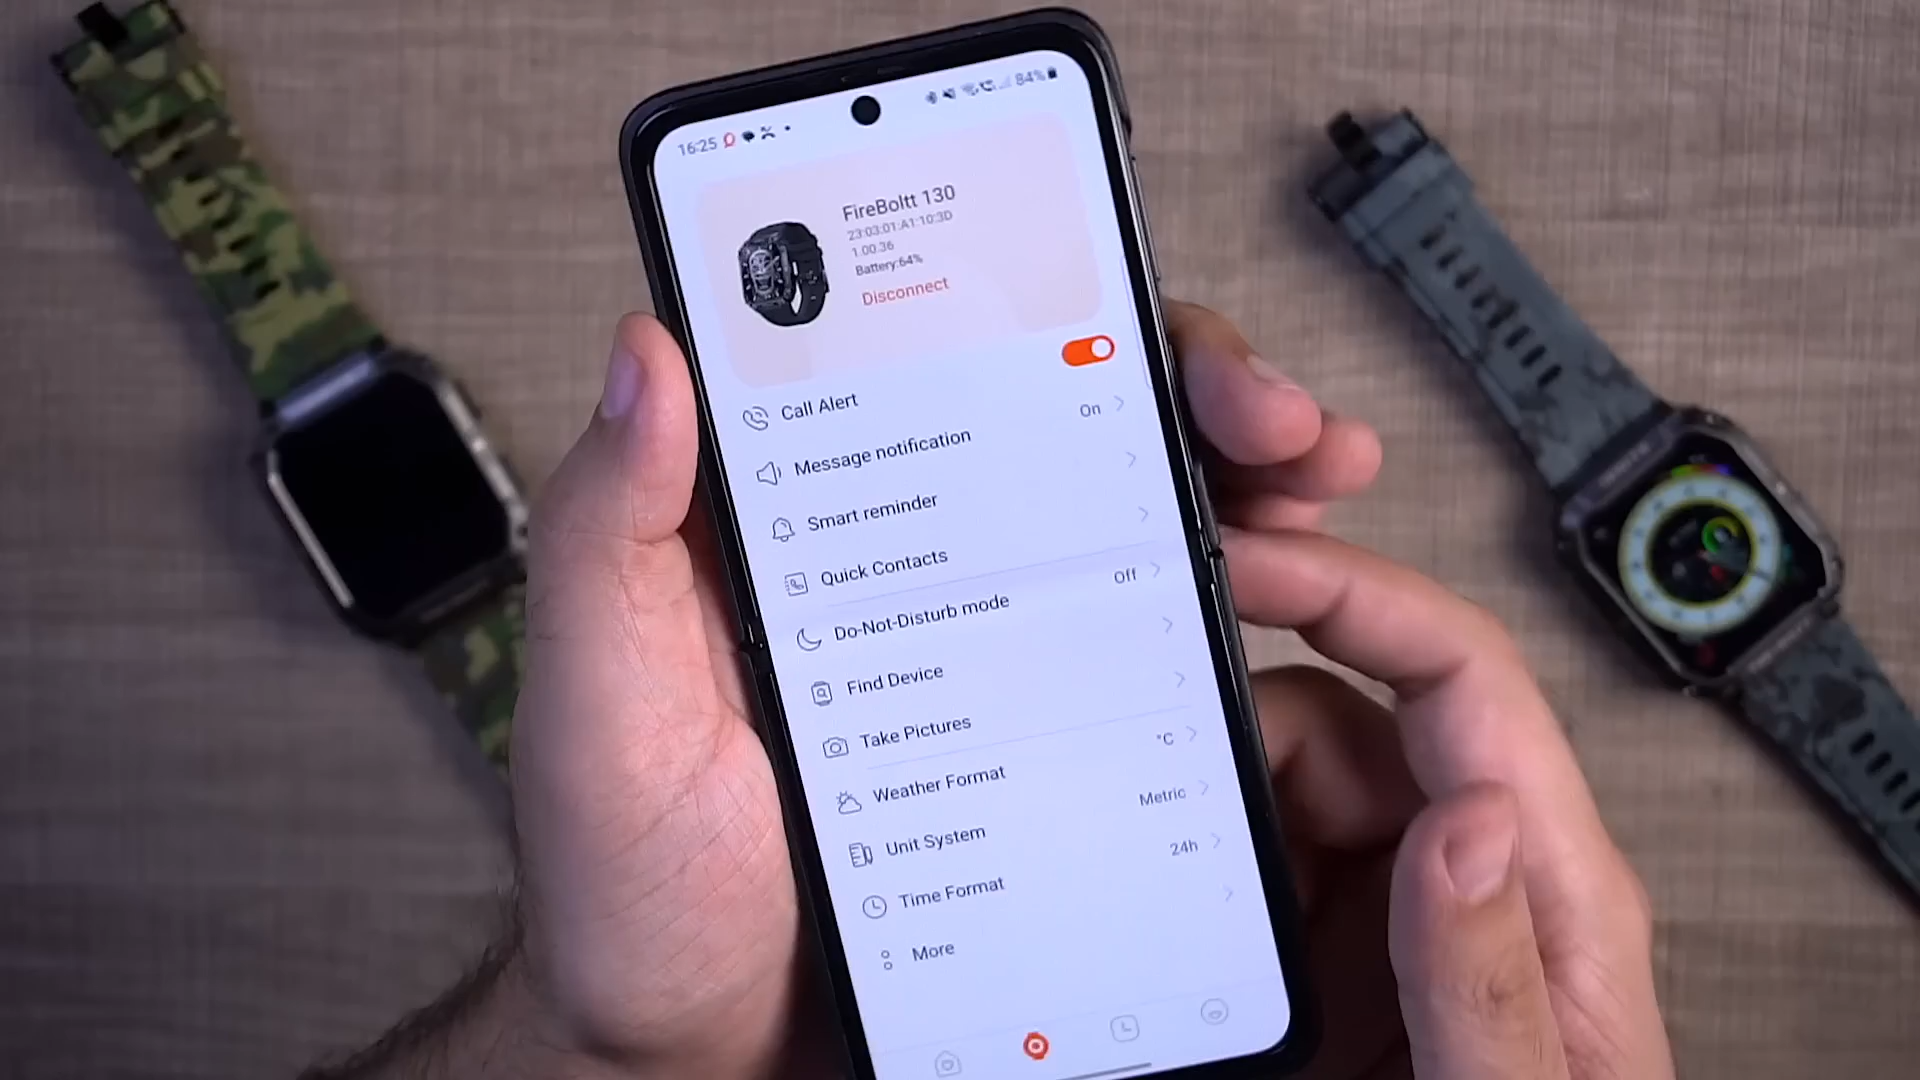 16:25
84%
FireBoltt 130
23:03:01:A1:10:3D
1.00.36
Battery:64%
Disconnect
Call Alert
Message notification
On
Smart reminder
Quick Contacts
Do-Not-Disturb mode
Off
Find Device
Take Pictures
Weather Format
°C
Unit System
Metric
Time Format
24h
More